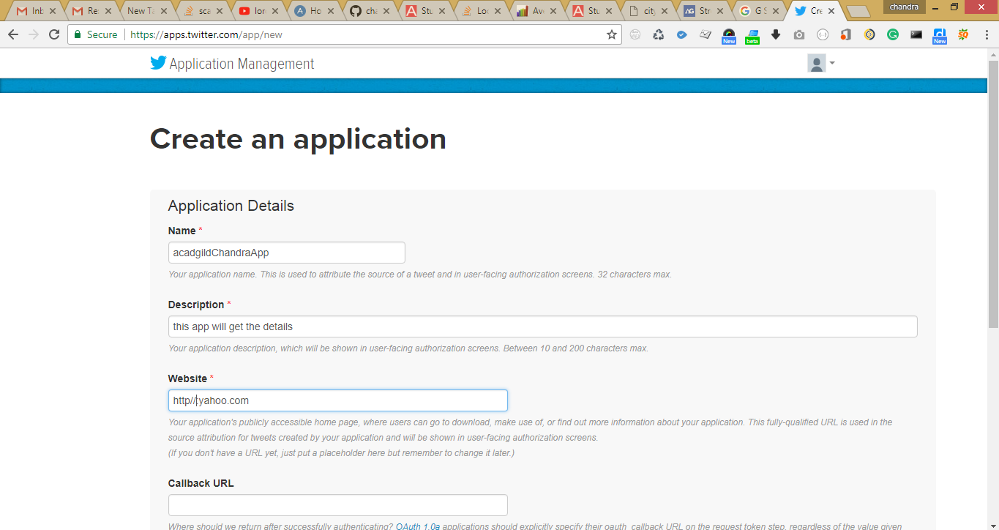 Inb Re: New Ta sca Ior Ho cha Stu Loc Ave Stu city Stre G S Cre chandra
Secure https://apps.twitter.com/app/new
New beta New
Application Management
Create an application
Application Details
Name *
acadgildChandraApp
Your application name. This is used to attribute the source of a tweet and in user-facing authorization screens. 32 characters max.
Description *
this app will get the details
Your application description, which will be shown in user-facing authorization screens. Between 10 and 200 characters max.
Website *
http//:yahoo.com
Your application's publicly accessible home page, where users can go to download, make use of, or find out more information about your application. This fully-qualified URL is used in the
source attribution for tweets created by your application and will be shown in user-facing authorization screens.
(If you don't have a URL yet, just put a placeholder here but remember to change it later.)
Callback URL
Where should we return after successfully authenticating? OAuth 1.0a applications should explicitly specify their oauth_callback URL on the request token step, regardless of the value given